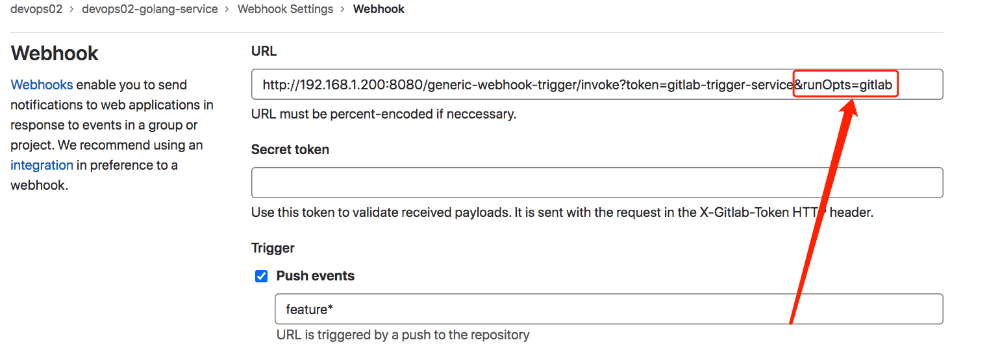 devops02 > devops02-golang-service > Webhook Settings > Webhook
Webhook
Webhooks enable you to send
notifications to web applications in
response to events in a group or
project. We recommend using an
integration in preference to a
webhook.
URL
http://192.168.1.200:8080/generic-webhook-trigger/invoke?token=gitlab-trigger-service&runOpts=gitlab
URL must be percent-encoded if neccessary.
Secret token
Use this token to validate received payloads. It is sent with the request in the X-Gitlab-Token HTTP header.
Trigger
Push events
feature*
URL is triggered by a push to the repository